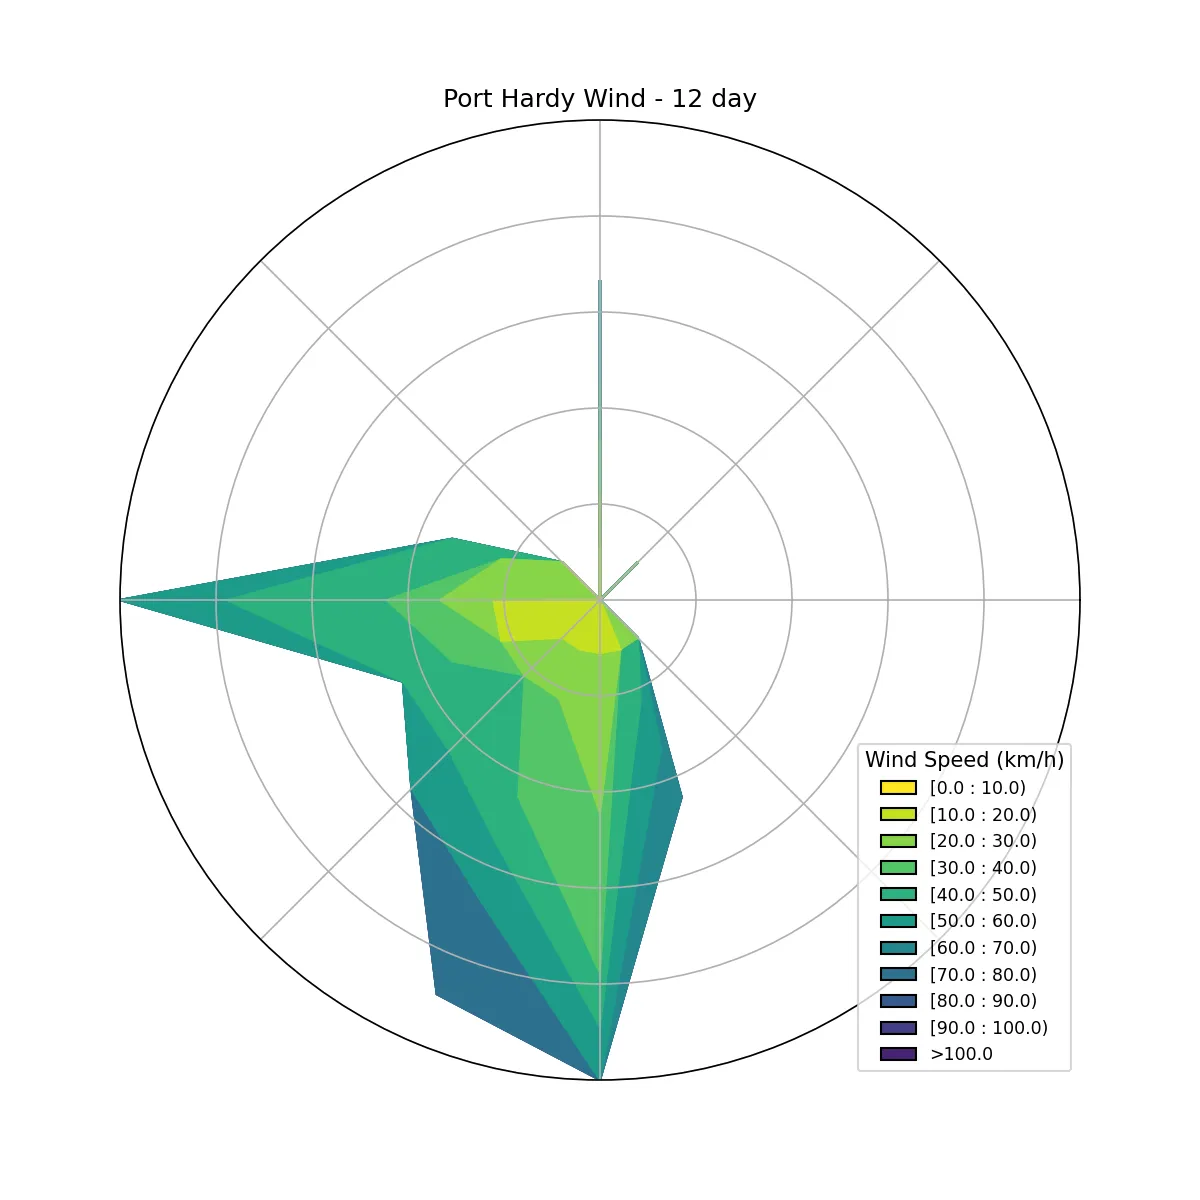 Port Hardy Wind - 12 day
Wind Speed (km/h)
[0.0 : 10.0)
[10.0 : 20.0)
[20.0 : 30.0)
[30.0 : 40.0)
[40.0 : 50.0)
[50.0 : 60.0)
[60.0 : 70.0)
[70.0 : 80.0)
[80.0 : 90.0)
[90.0 : 100.0)
>100.0